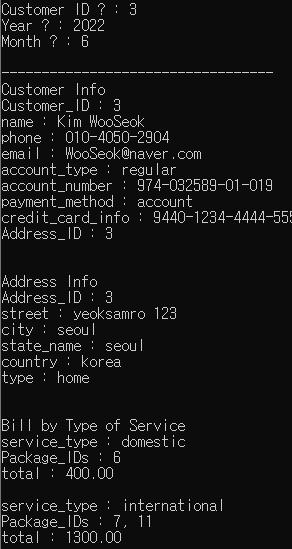 Customer ID ? : 3
Year ? : 2022
Month ? : 6
----------------------------------
Customer Info
Customer_ID : 3
name : Kim WooSeok
phone : 010-4050-2904
email : WooSeok@naver.com
account_type : regular
account_number : 974-032589-01-019
payment_method : account
credit_card_info : 9440-1234-4444-555
Address_ID : 3
Address Info
Address_ID : 3
street : yeoksamro 123
city : seoul
state_name : seoul
country : korea
type : home
Bill by Type of Service
service_type : domestic
Package_IDs : 6
total : 400.00
service_type : international
Package_IDs : 7, 11
total : 1300.00